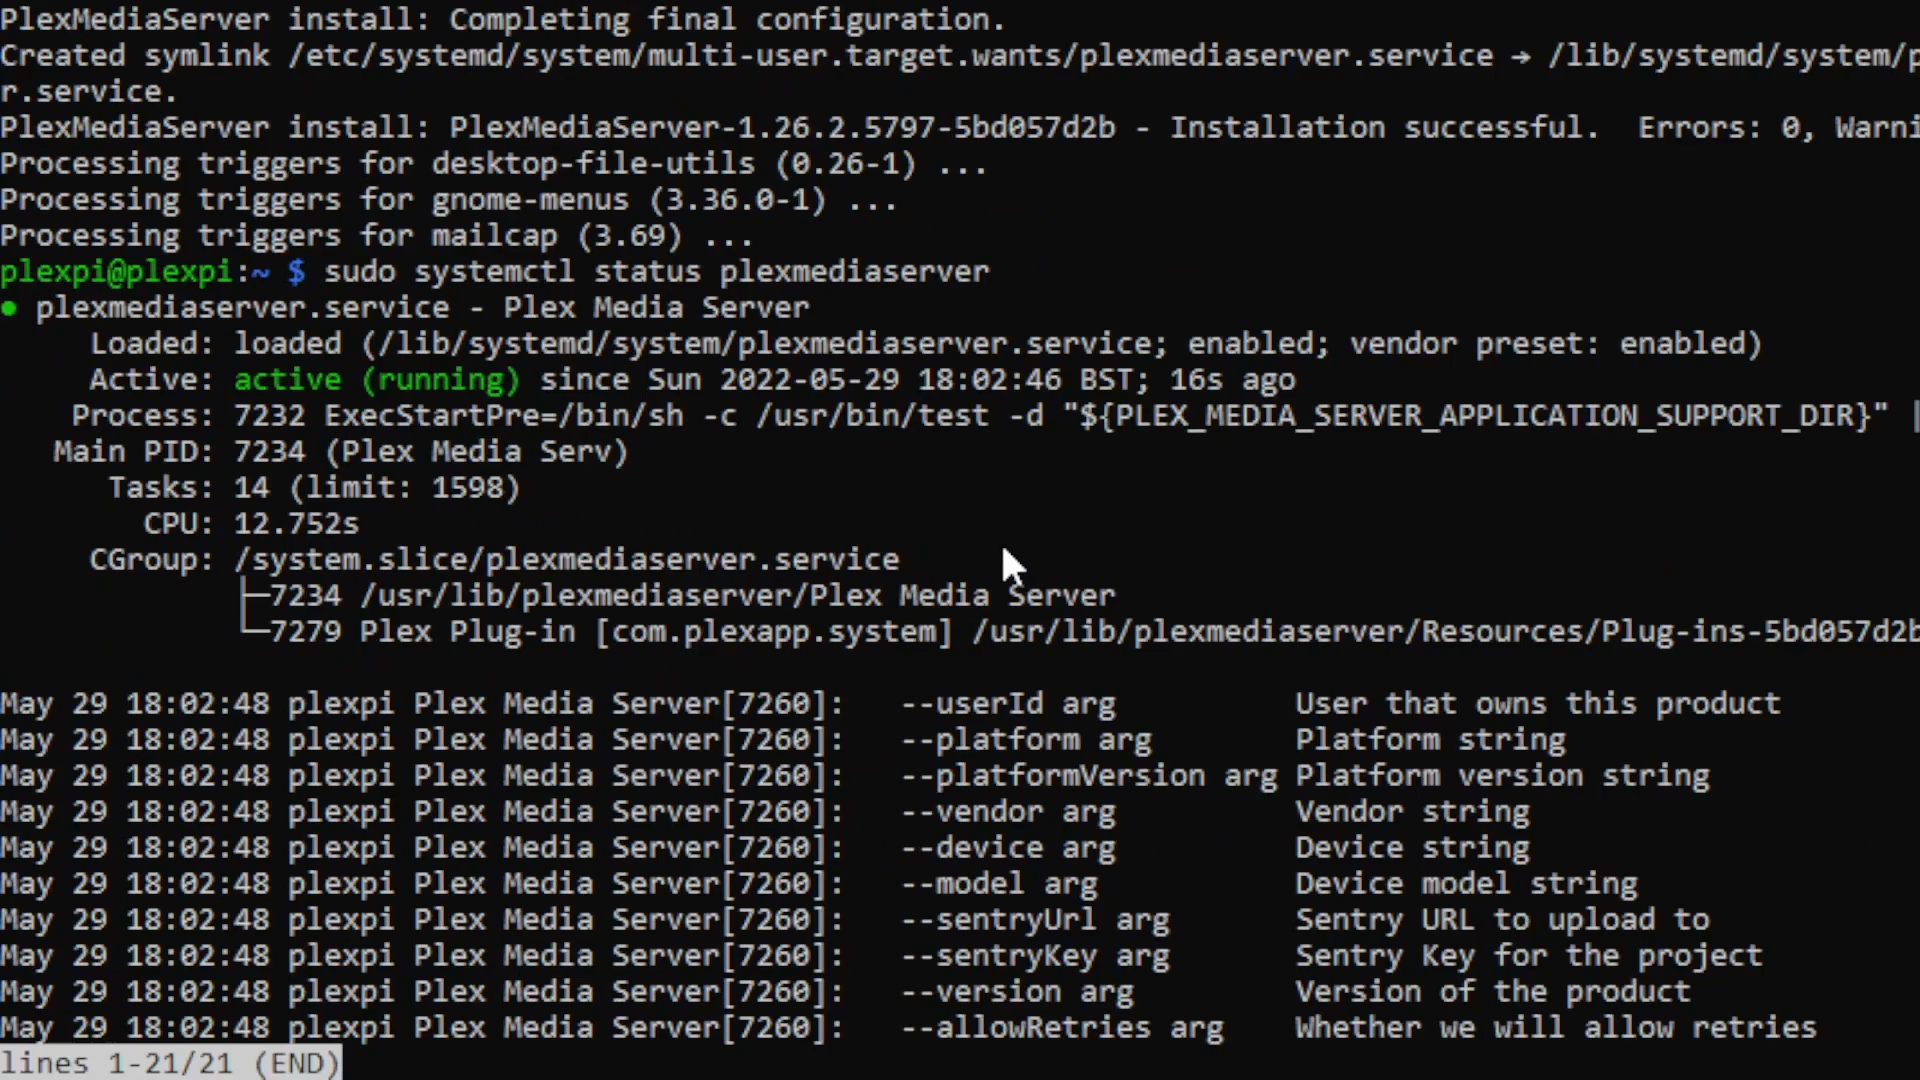 PlexMediaServer install: Completing final configuration.
Created symlink /etc/systemd/system/multi-user.target.wants/plexmediaserver.service → /lib/systemd/system/p
r.service.
PlexMediaServer install: PlexMediaServer-1.26.2.5797-5bd057d2b - Installation successful.  Errors: 0, Warni
Processing triggers for desktop-file-utils (0.26-1) ...
Processing triggers for gnome-menus (3.36.0-1) ...
Processing triggers for mailcap (3.69) ...
plexpi@plexpi:~ $ sudo systemctl status plexmediaserver
● plexmediaserver.service - Plex Media Server
     Loaded: loaded (/lib/systemd/system/plexmediaserver.service; enabled; vendor preset: enabled)
     Active: active (running) since Sun 2022-05-29 18:02:46 BST; 16s ago
    Process: 7232 ExecStartPre=/bin/sh -c /usr/bin/test -d "${PLEX_MEDIA_SERVER_APPLICATION_SUPPORT_DIR}" |
   Main PID: 7234 (Plex Media Serv)
      Tasks: 14 (limit: 1598)
        CPU: 12.752s
     CGroup: /system.slice/plexmediaserver.service
             ├─7234 /usr/lib/plexmediaserver/Plex Media Server
             └─7279 Plex Plug-in [com.plexapp.system] /usr/lib/plexmediaserver/Resources/Plug-ins-5bd057d2b
May 29 18:02:48 plexpi Plex Media Server[7260]:   --userId arg          User that owns this product
May 29 18:02:48 plexpi Plex Media Server[7260]:   --platform arg        Platform string
May 29 18:02:48 plexpi Plex Media Server[7260]:   --platformVersion arg Platform version string
May 29 18:02:48 plexpi Plex Media Server[7260]:   --vendor arg          Vendor string
May 29 18:02:48 plexpi Plex Media Server[7260]:   --device arg          Device string
May 29 18:02:48 plexpi Plex Media Server[7260]:   --model arg           Device model string
May 29 18:02:48 plexpi Plex Media Server[7260]:   --sentryUrl arg       Sentry URL to upload to
May 29 18:02:48 plexpi Plex Media Server[7260]:   --sentryKey arg       Sentry Key for the project
May 29 18:02:48 plexpi Plex Media Server[7260]:   --version arg         Version of the product
May 29 18:02:48 plexpi Plex Media Server[7260]:   --allowRetries arg    Whether we will allow retries
lines 1-21/21 (END)